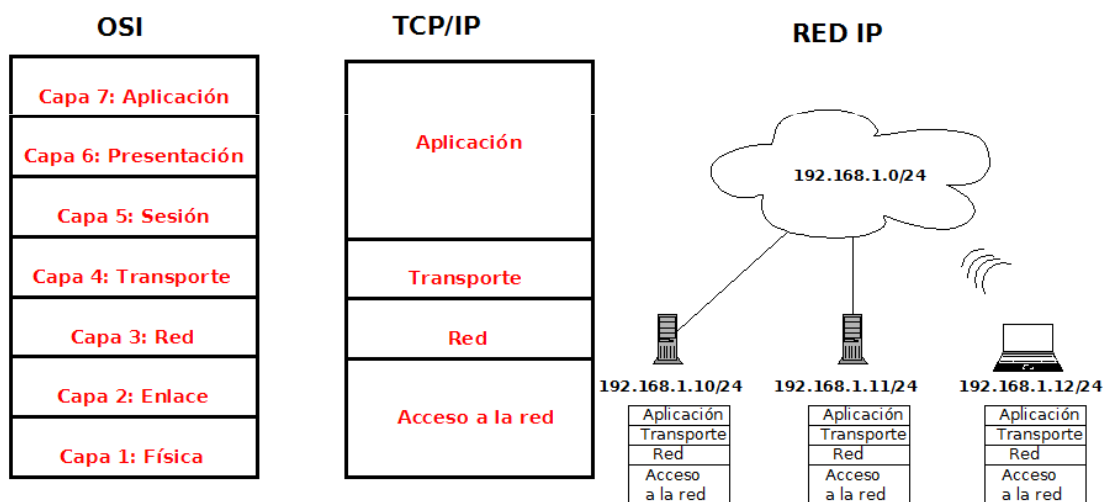 OSI
Capa 7: Aplicación
Capa 6: Presentación
Capa 5: Sesión
Capa 4: Transporte
Capa 3: Red
Capa 2: Enlace
Capa 1: Física
TCP/IP
Aplicación
Transporte
Red
Acceso a la red
RED IP
192.168.1.0/24
192.168.1.10/24
Aplicación
Transporte
Red
Acceso
a la red
192.168.1.11/24
Aplicación
Transporte
Red
Acceso
a la red
192.168.1.12/24
Aplicación
Transporte
Red
Acceso
a la red